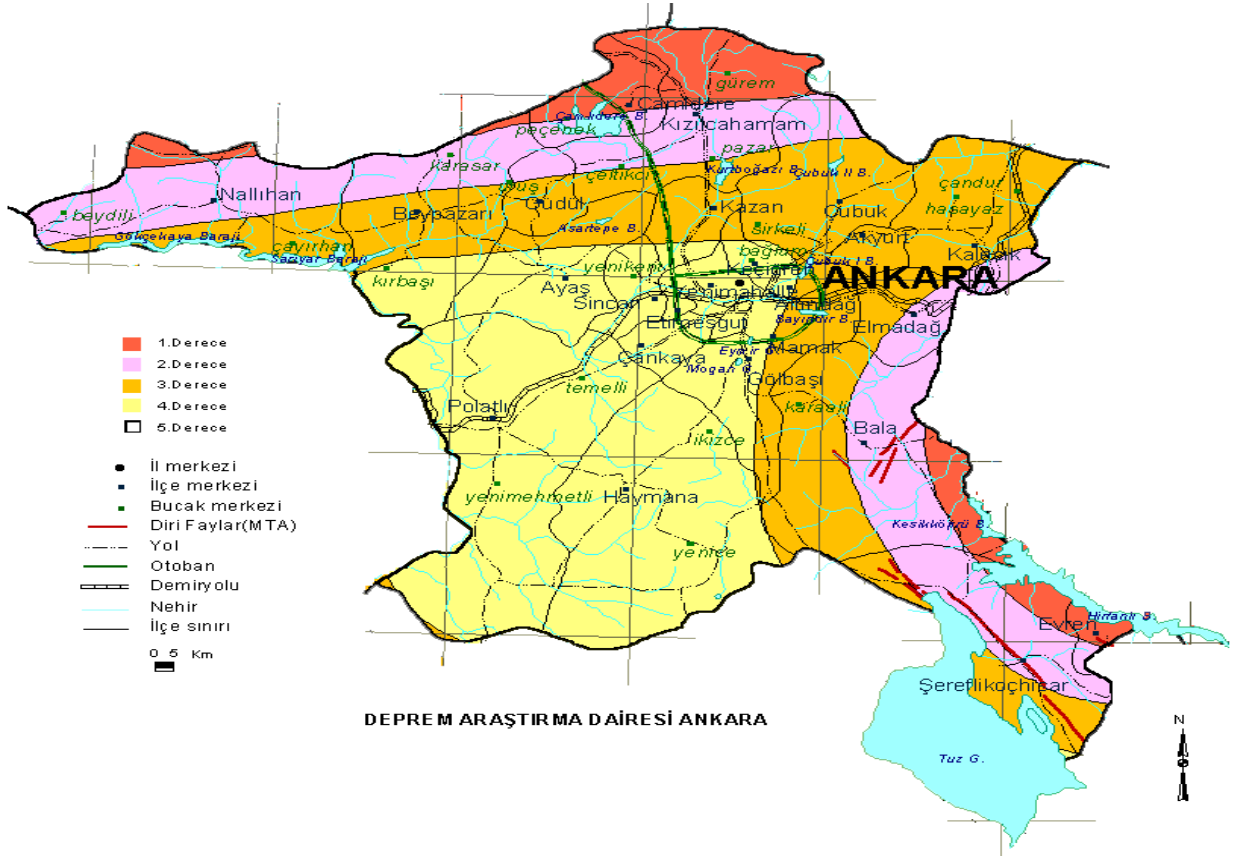 gürem
Çamlıdere
Çamlıdere B.
Kızılcahamam
peçenek
pazar
karasar
çeltikci
Kurtboğazı B.
Çubuk II B.
çandır
Nallıhan
uruş
Güdül
hasayaz
beydili
Beypazarı
Kazan
Çubuk
sirkeli
Gökçekaya Barajı
Asartepe B.
Akyurt
çayırhan
bağlum
Kalecik
Sarıyar Barajı
Çubuk I B.
Keçiören
kırbaşı
yenikent
ANKARA
Ayaş
Yenimahalle
Sincan
Altındağ
Etimesgut
Bayındır B.
Elmadağ
Mamak
Eymir G.
Çankaya
Mogan G.
Gölbaşı
temelli
karaali
Polatlı
ikizce
Bala
yenimehmetli
Haymana
Kesikköprü B.
yenice
Hirfanlı B.
Evren
Şereflikoçhisar
Tuz G.
1.Derece
2.Derece
3.Derece
4.Derece
5.Derece
İl merkezi
İlçe merkezi
Bucak merkezi
Diri Faylar(MTA)
Yol
Otoban
Demiryolu
Nehir
İlçe sınırı
0 5 Km
DEPREM ARAŞTIRMA DAİRESİ ANKARA
N